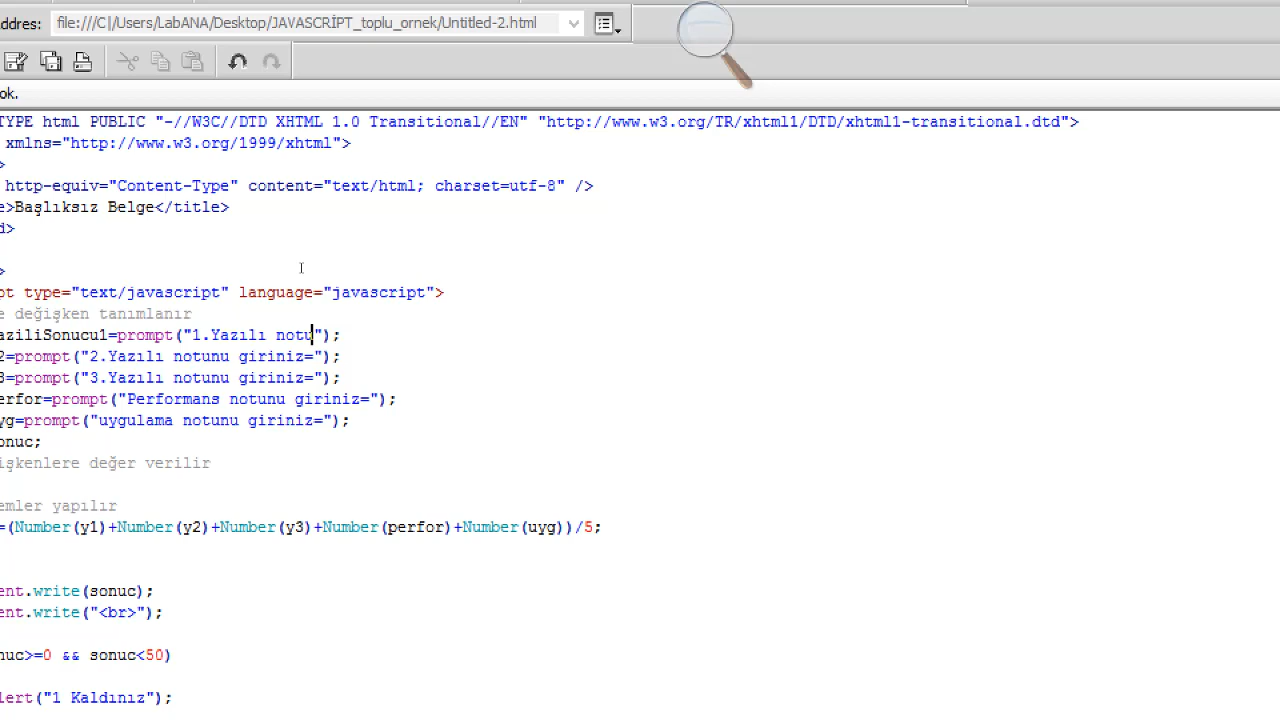 ddres: file:///C|/Users/LabANA/Desktop/JAVASCRİPT_toplu_ornek/Untitled-2.html
ok.
TYPE html PUBLIC "-//W3C//DTD XHTML 1.0 Transitional//EN" "http://www.w3.org/TR/xhtml1/DTD/xhtml1-transitional.dtd">
xmlns="http://www.w3.org/1999/xhtml">
>
http-equiv="Content-Type" content="text/html; charset=utf-8" />
e>Başlıksız Belge</title>
d>
>
pt type="text/javascript" language="javascript">
e değişken tanımlanır
aziliSonucu1=prompt("1.Yazılı notu");
2=prompt("2.Yazılı notunu giriniz=");
3=prompt("3.Yazılı notunu giriniz=");
erfor=prompt("Performans notunu giriniz=");
yg=prompt("uygulama notunu giriniz=");
onuc;
işkenlere değer verilir
emler yapılır
=(Number(y1)+Number(y2)+Number(y3)+Number(perfor)+Number(uyg))/5;
ent.write(sonuc);
ent.write("<br>");
nuc>=0 && sonuc<50)
lert("1 Kaldınız");